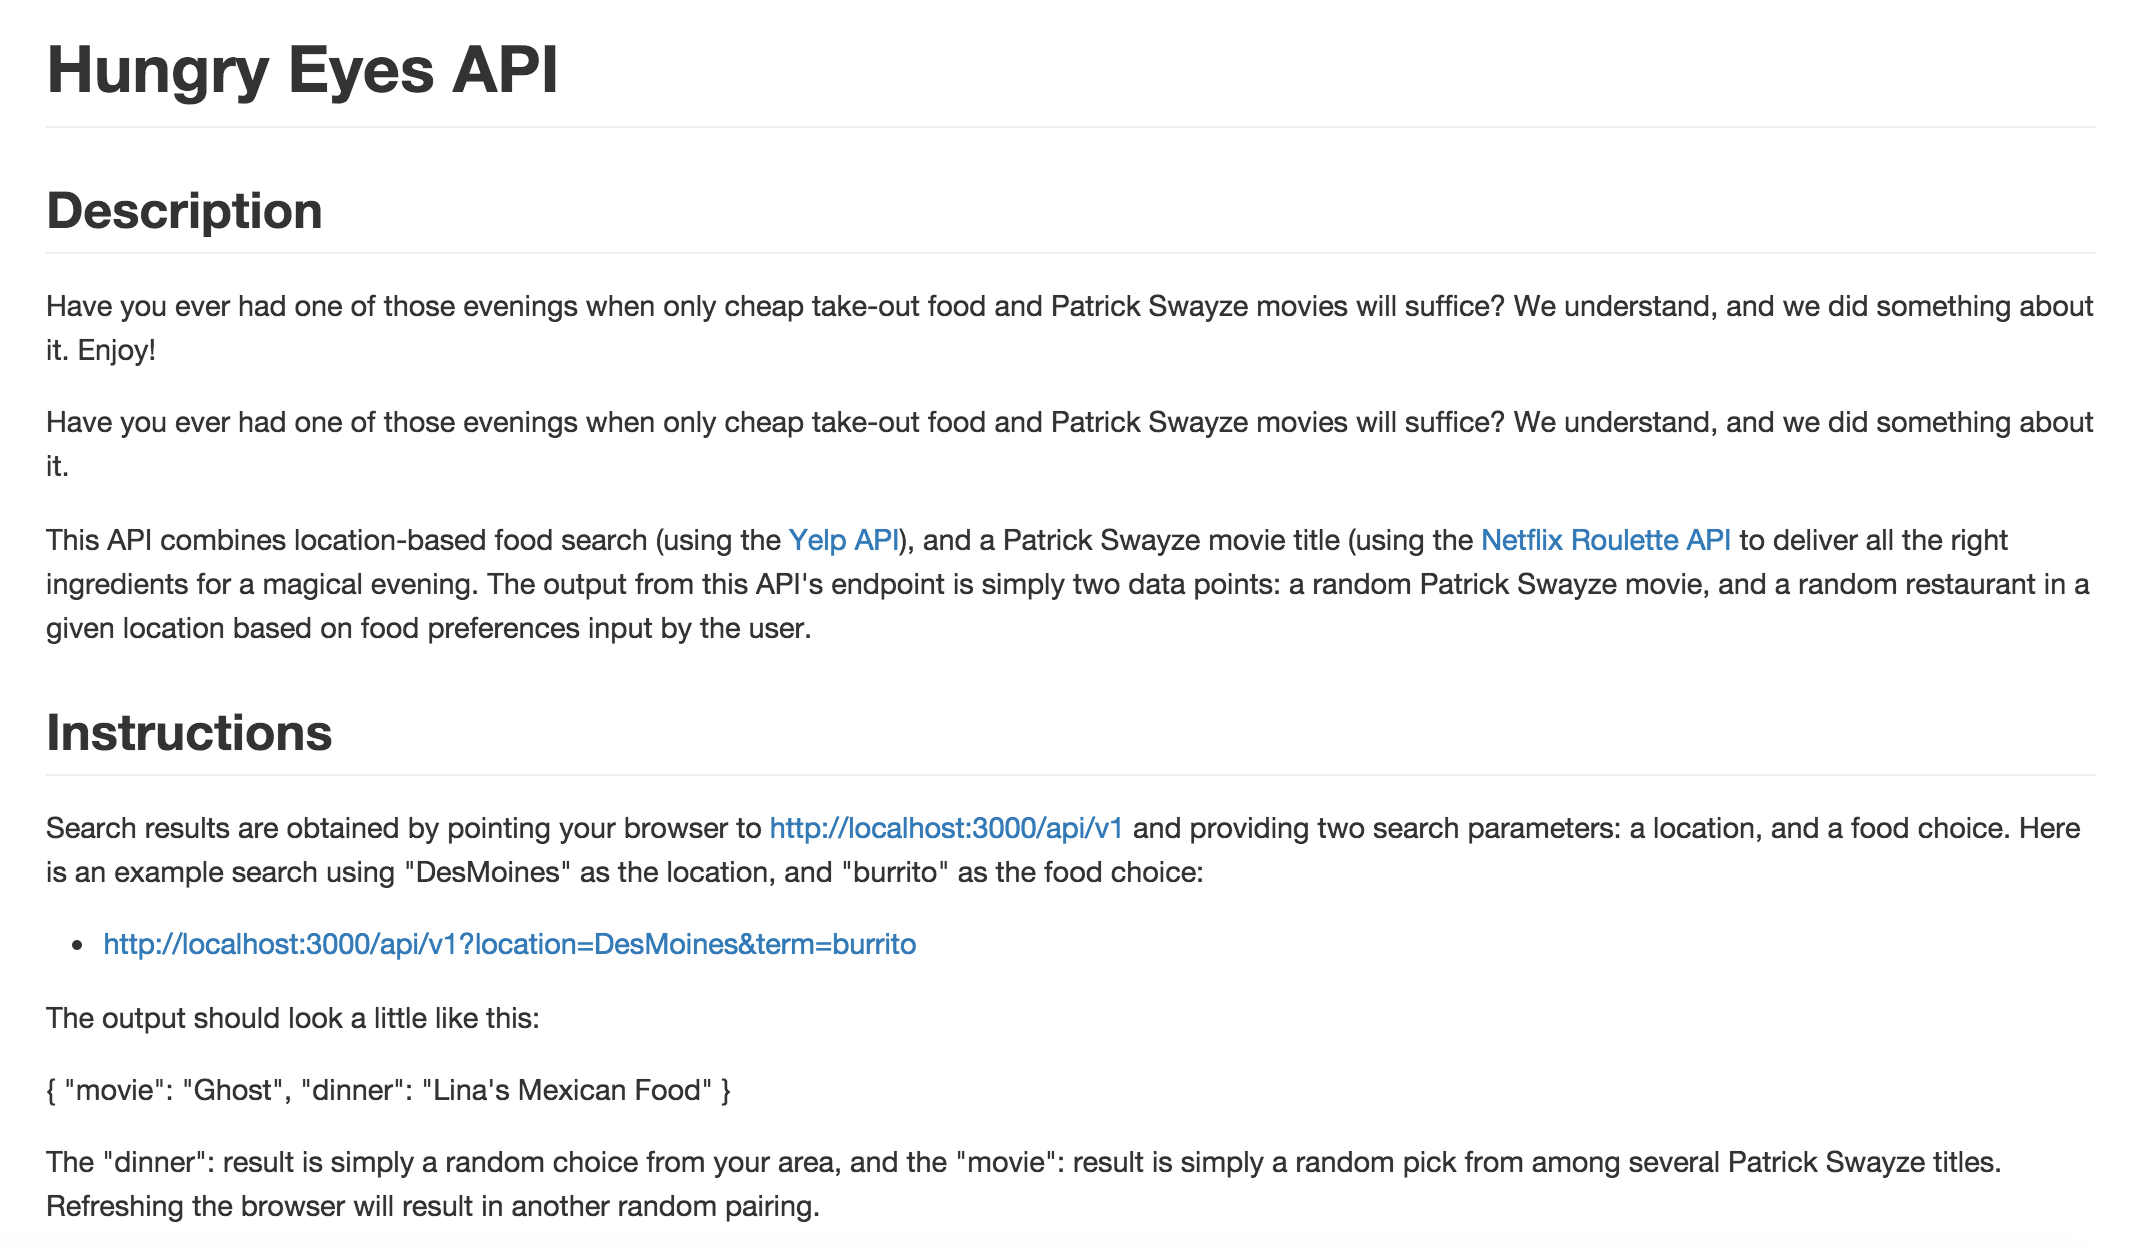 Hungry Eyes API
Description
Have you ever had one of those evenings when only cheap take-out food and Patrick Swayze movies will suffice? We understand, and we did something about
it. Enjoy!
Have you ever had one of those evenings when only cheap take-out food and Patrick Swayze movies will suffice? We understand, and we did something about
it.
This API combines location-based food search (using the Yelp API), and a Patrick Swayze movie title (using the Netflix Roulette API to deliver all the right
ingredients for a magical evening. The output from this API's endpoint is simply two data points: a random Patrick Swayze movie, and a random restaurant in a
given location based on food preferences input by the user.
Instructions
Search results are obtained by pointing your browser to http://localhost:3000/api/v1 and providing two search parameters: a location, and a food choice. Here
is an example search using "DesMoines" as the location, and "burrito" as the food choice:
• http://localhost:3000/api/v1?location=DesMoines&term=burrito
The output should look a little like this:
{ "movie": "Ghost", "dinner": "Lina's Mexican Food" }
The "dinner": result is simply a random choice from your area, and the "movie": result is simply a random pick from among several Patrick Swayze titles.
Refreshing the browser will result in another random pairing.